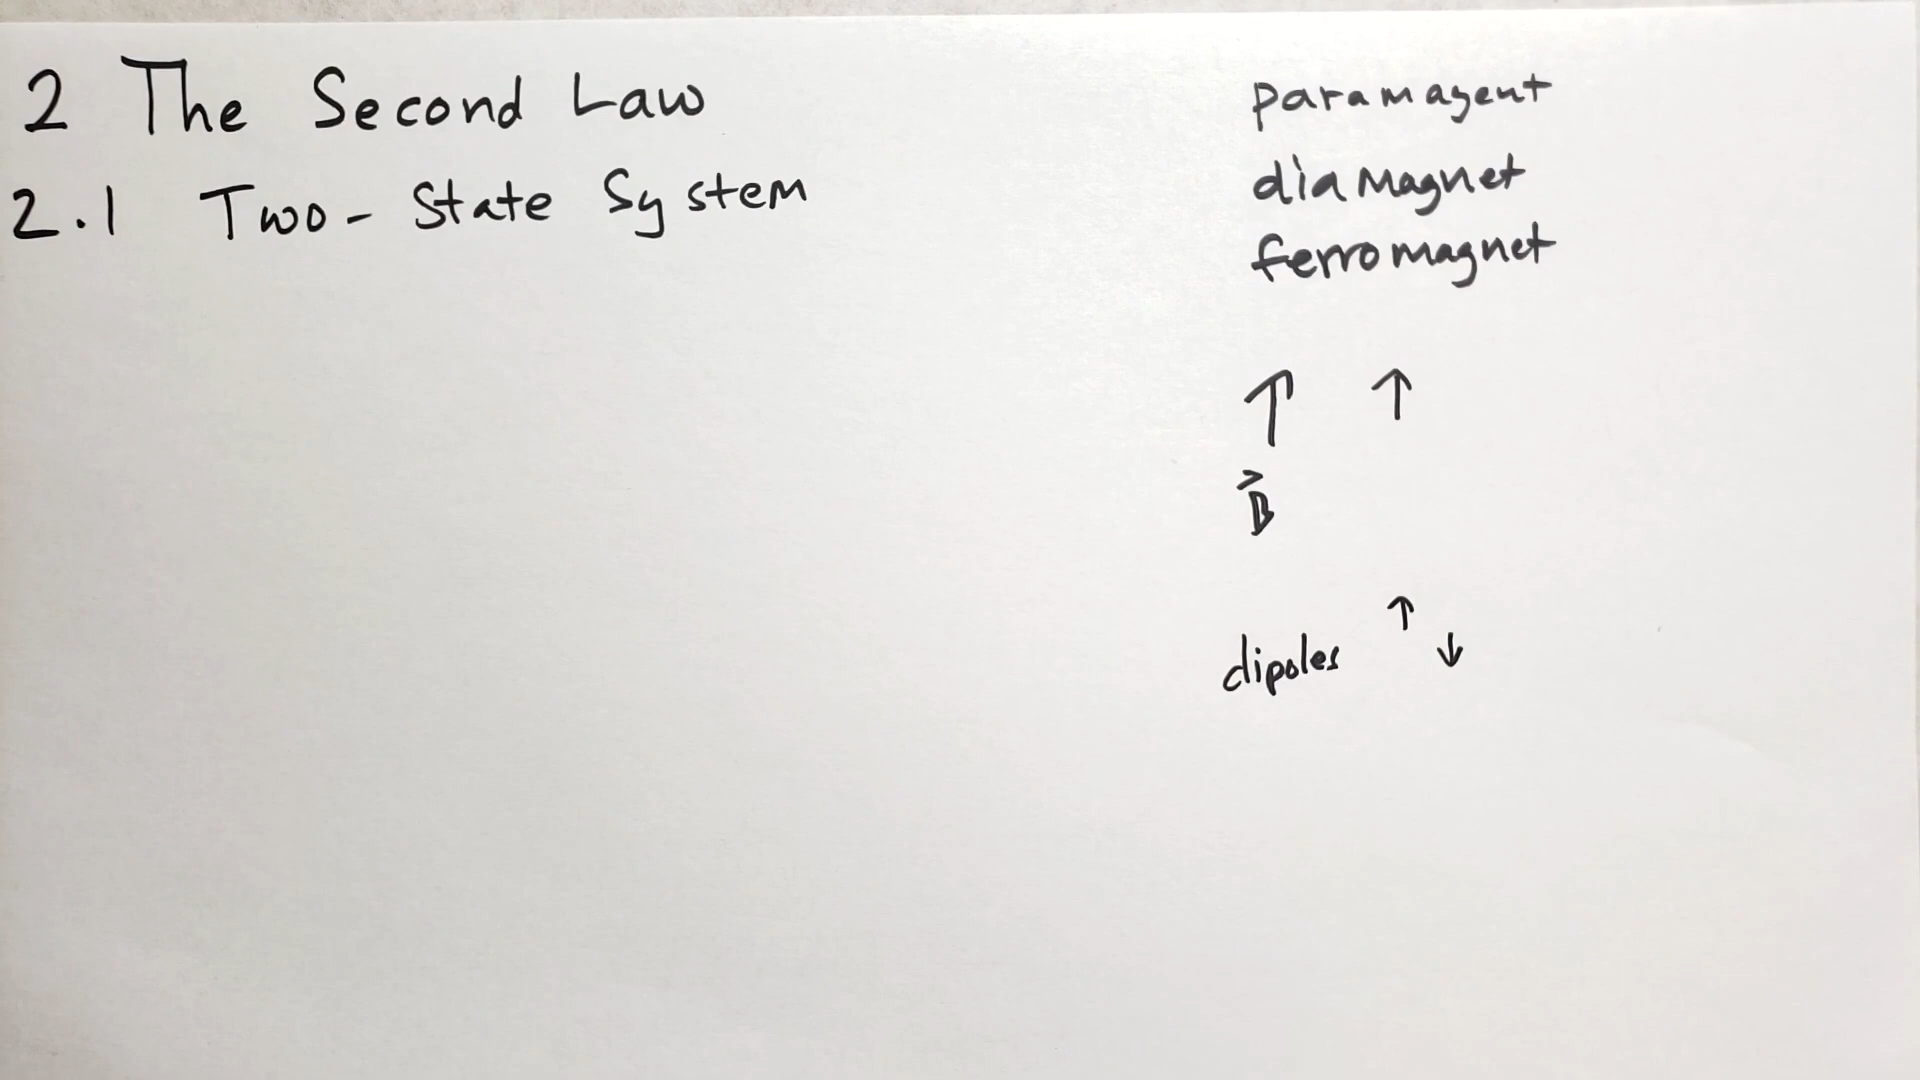 2 The Second Law
2.1 Two-State System
paramagent
diamagnet
ferromagnet
↑ ↑
B⃗
dipoles ↑ ↓